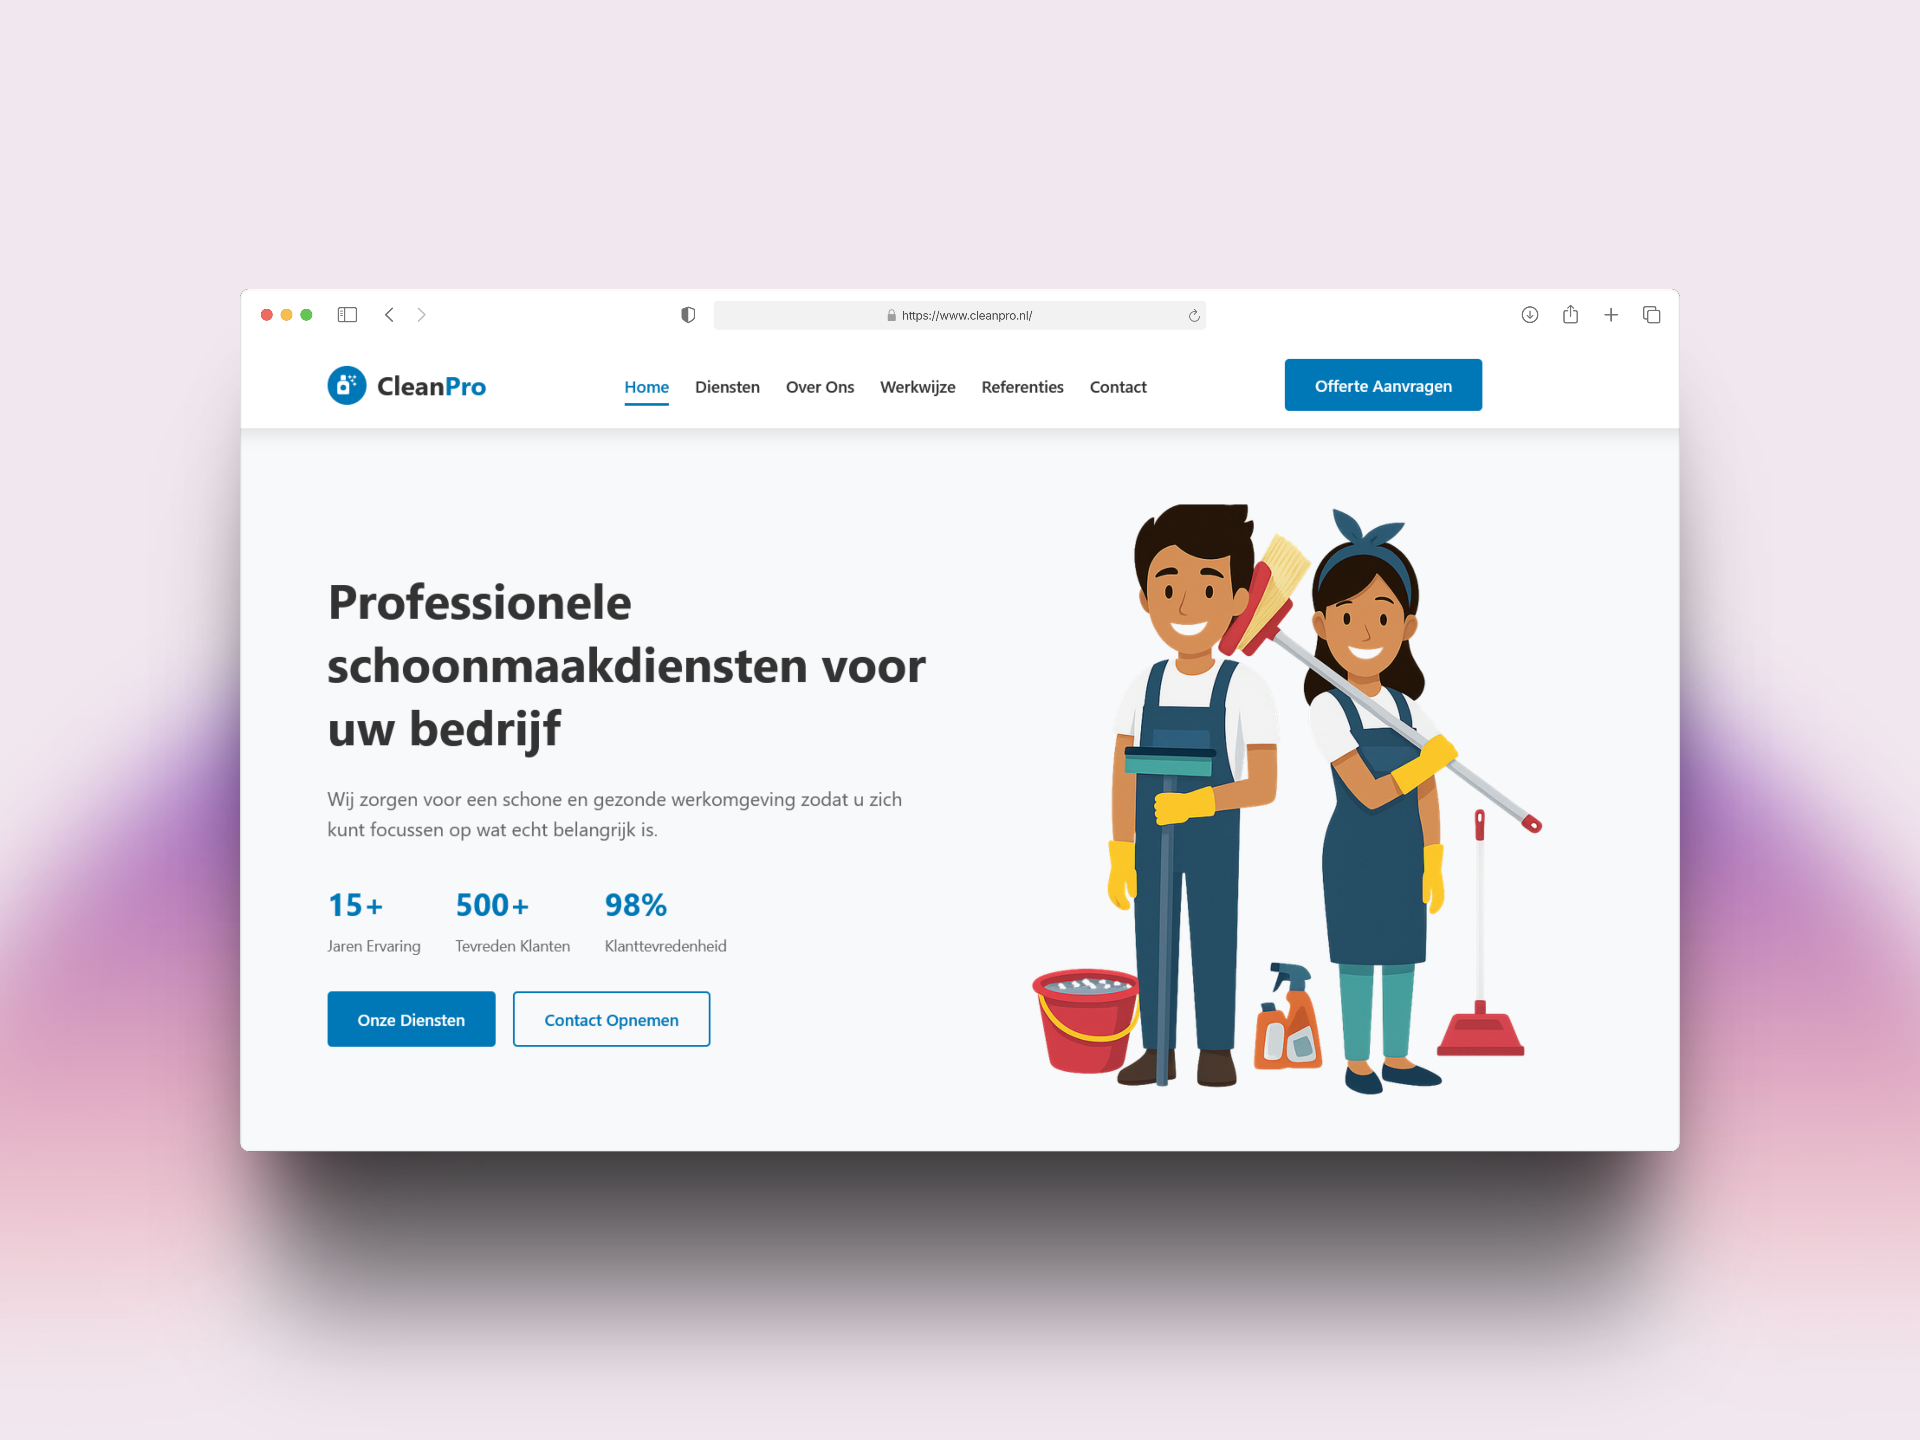 https://www.cleanpro.nl/
CleanPro
Home Diensten Over Ons Werkwijze Referenties Contact
Offerte Aanvragen
Professionele
schoonmaakdiensten voor
uw bedrijf
Wij zorgen voor een schone en gezonde werkomgeving zodat u zich
kunt focussen op wat echt belangrijk is.
15+ 500+ 98%
Jaren Ervaring Tevreden Klanten Klanttevredenheid
Onze Diensten Contact Opnemen